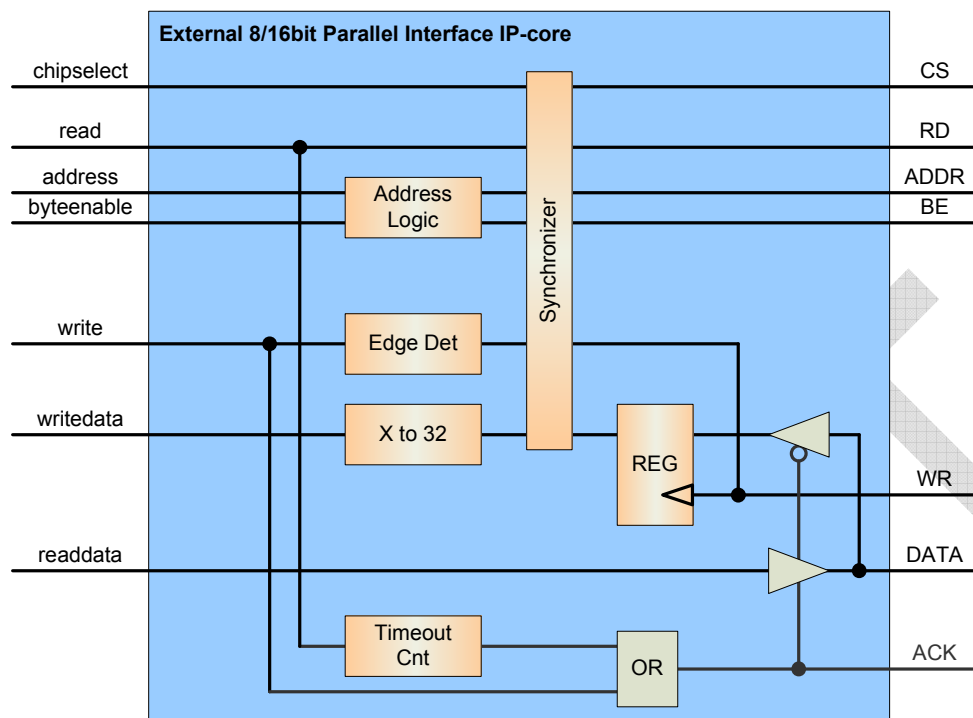 External 8/16bit Parallel Interface IP-core
chipselect
CS
read
RD
address
ADDR
Address
Logic
byteenable
BE
Synchronizer
write
Edge Det
writedata
X to 32
REG
WR
readdata
DATA
Timeout
Cnt
OR
ACK